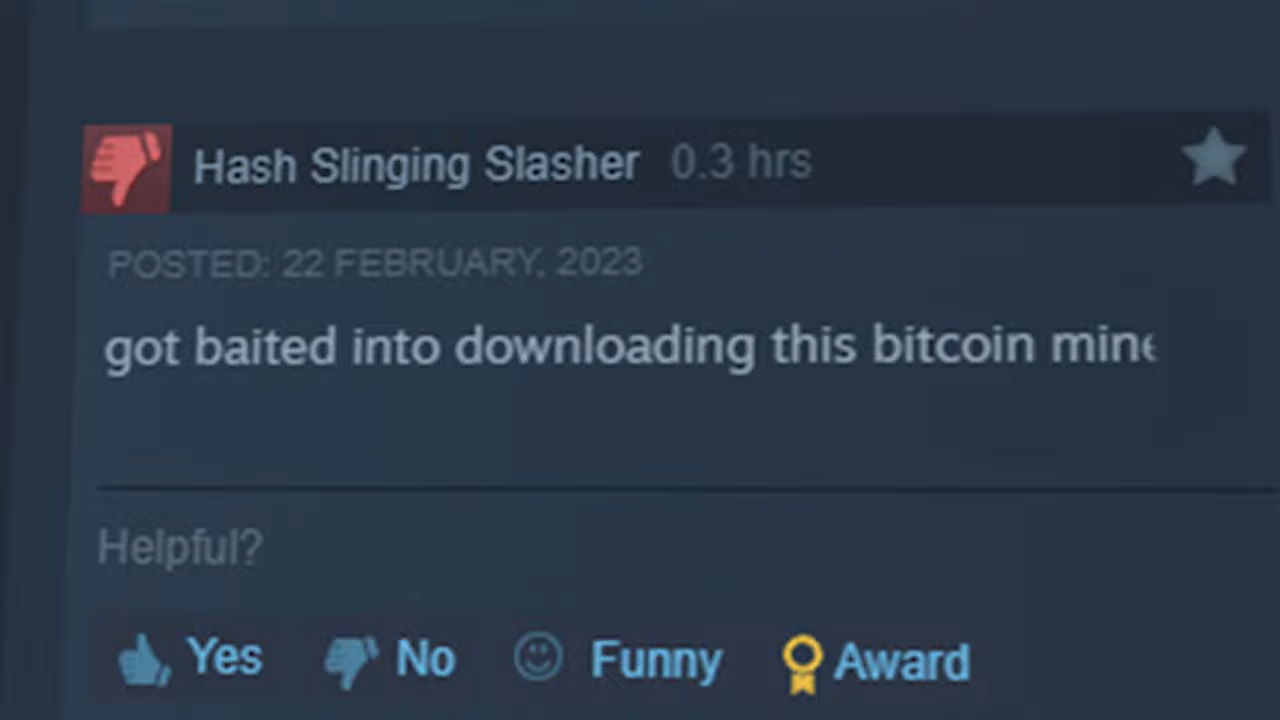 Hash Slinging Slasher 0.3 hrs
POSTED: 22 FEBRUARY, 2023
got baited into downloading this bitcoin mine
Helpful?
Yes No Funny Award